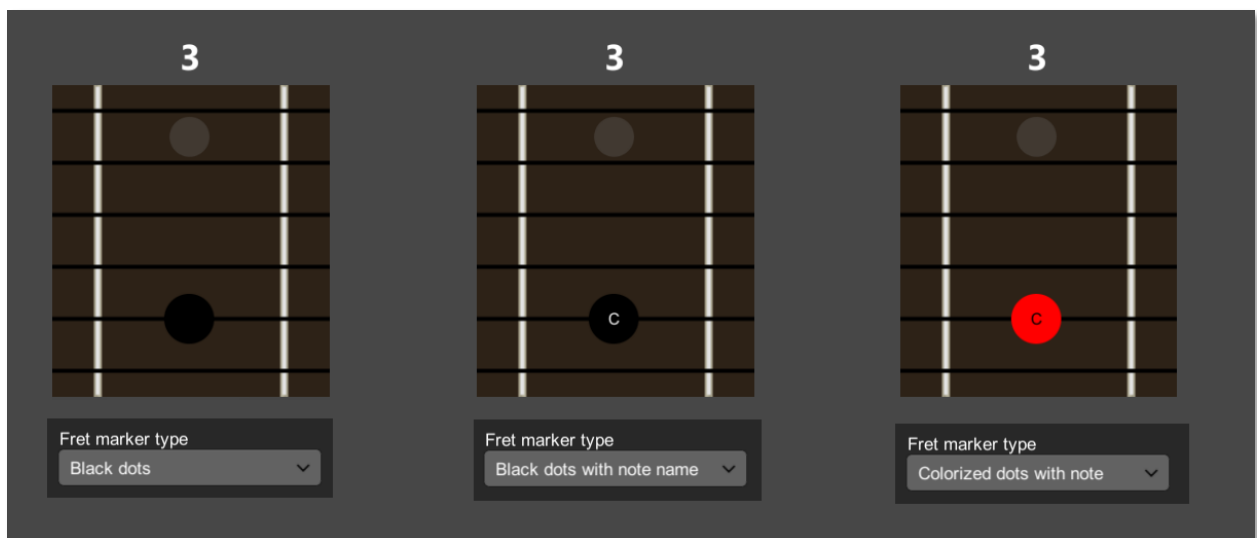 3
3
3
C
C
Fret marker type
Black dots
Fret marker type
Black dots with note name
Fret marker type
Colorized dots with note